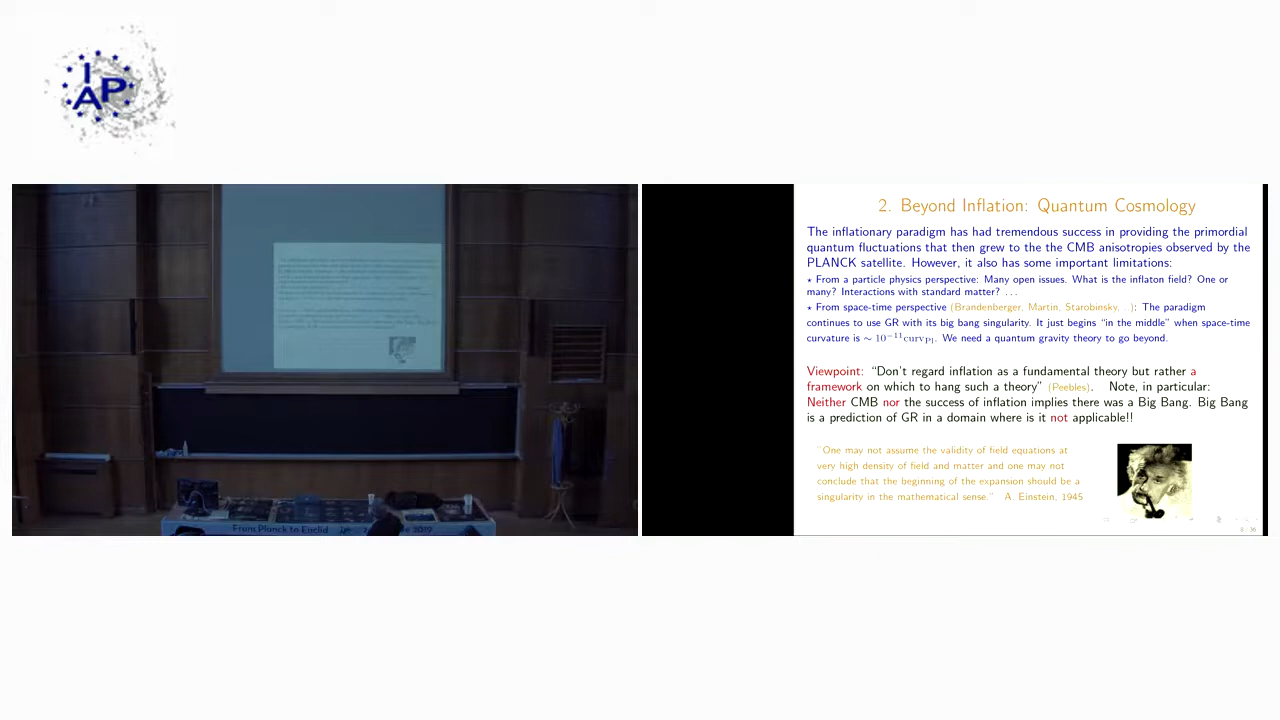 I
A P
From Planck to Euclid
2019
2. Beyond Inflation: Quantum Cosmology
The inflationary paradigm has had tremendous success in providing the primordial
quantum fluctuations that then grew to the the CMB anisotropies observed by the
PLANCK satellite. However, it also has some important limitations:
⋆ From a particle physics perspective: Many open issues. What is the inflaton field? One or
many? Interactions with standard matter? ...
⋆ From space-time perspective (Brandenberger, Martin, Starobinsky, ..): The paradigm
continues to use GR with its big bang singularity. It just begins “in the middle” when space-time
curvature is ∼ 10⁻¹¹curv_Pl. We need a quantum gravity theory to go beyond.
Viewpoint: “Don't regard inflation as a fundamental theory but rather a
framework on which to hang such a theory” (Peebles). Note, in particular:
Neither CMB nor the success of inflation implies there was a Big Bang. Big Bang
is a prediction of GR in a domain where is it not applicable!!
“One may not assume the validity of field equations at
very high density of field and matter and one may not
conclude that the beginning of the expansion should be a
singularity in the mathematical sense.” A. Einstein, 1945
9 / 36